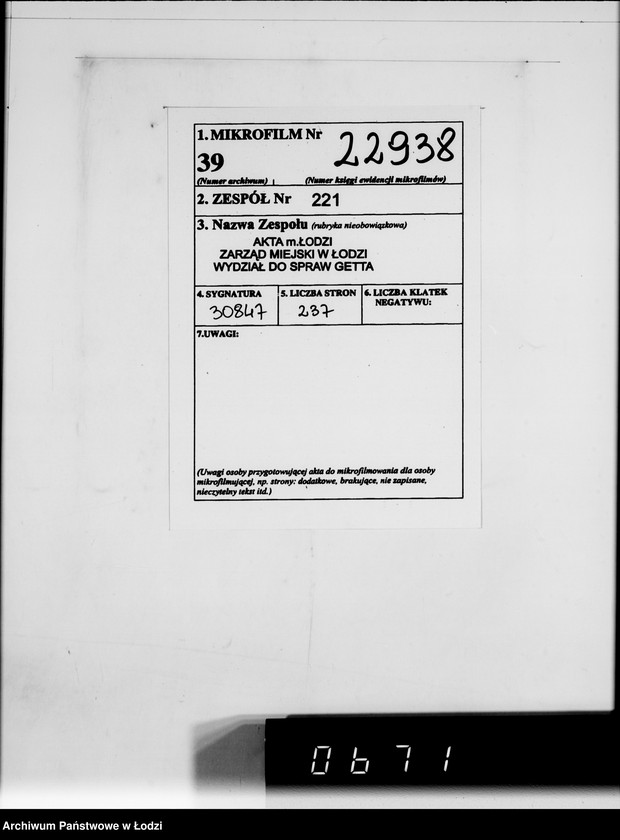 1. MIKROFILM Nr 22938
39
(Numer archiwum) (Numer księgi ewidencji mikrofilmów)
2. ZESPÓŁ Nr 221
3. Nazwa Zespołu (rubryka nieobowiązkowa)
AKTA m.ŁODZI
ZARZĄD MIEJSKI W ŁODZI
WYDZIAŁ DO SPRAW GETTA
4. SYGNATURA 5. LICZBA STRON 6. LICZBA KLATEK
NEGATYWU:
30847 237
7.UWAGI:
(Uwagi osoby przygotowującej akta do mikrofilmowania dla osoby
mikrofilmującej, np. strony: dodatkowe, brakujące, nie zapisane,
nieczytelny tekst itd.)
0671
Archiwum Państwowe w Łodzi